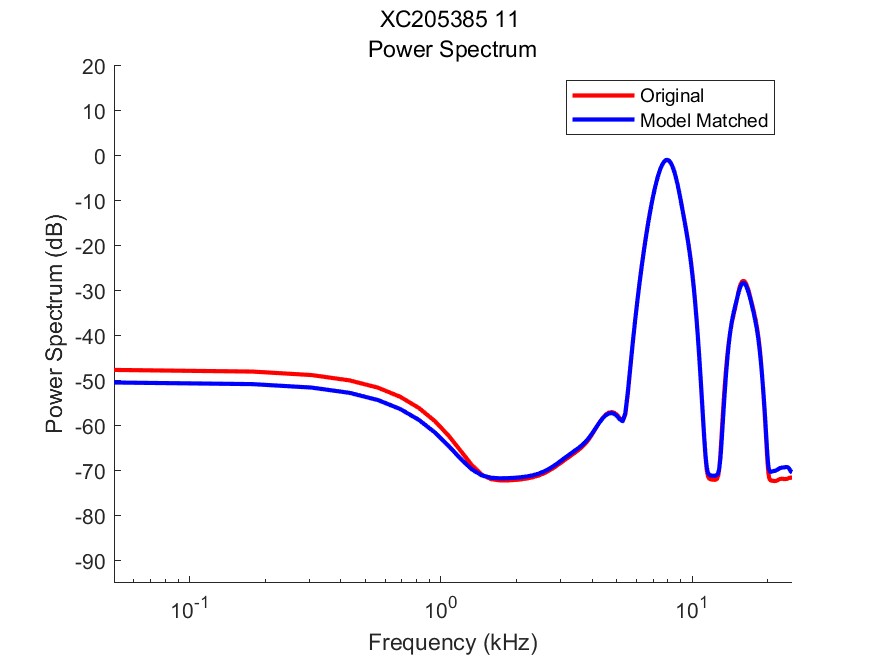 XC205385 11
Power Spectrum
Original
Model Matched
20
10
0
-10
-20
-30
-40
-50
-60
-70
-80
-90
Power Spectrum (dB)
10^-1
10^0
10^1
Frequency (kHz)